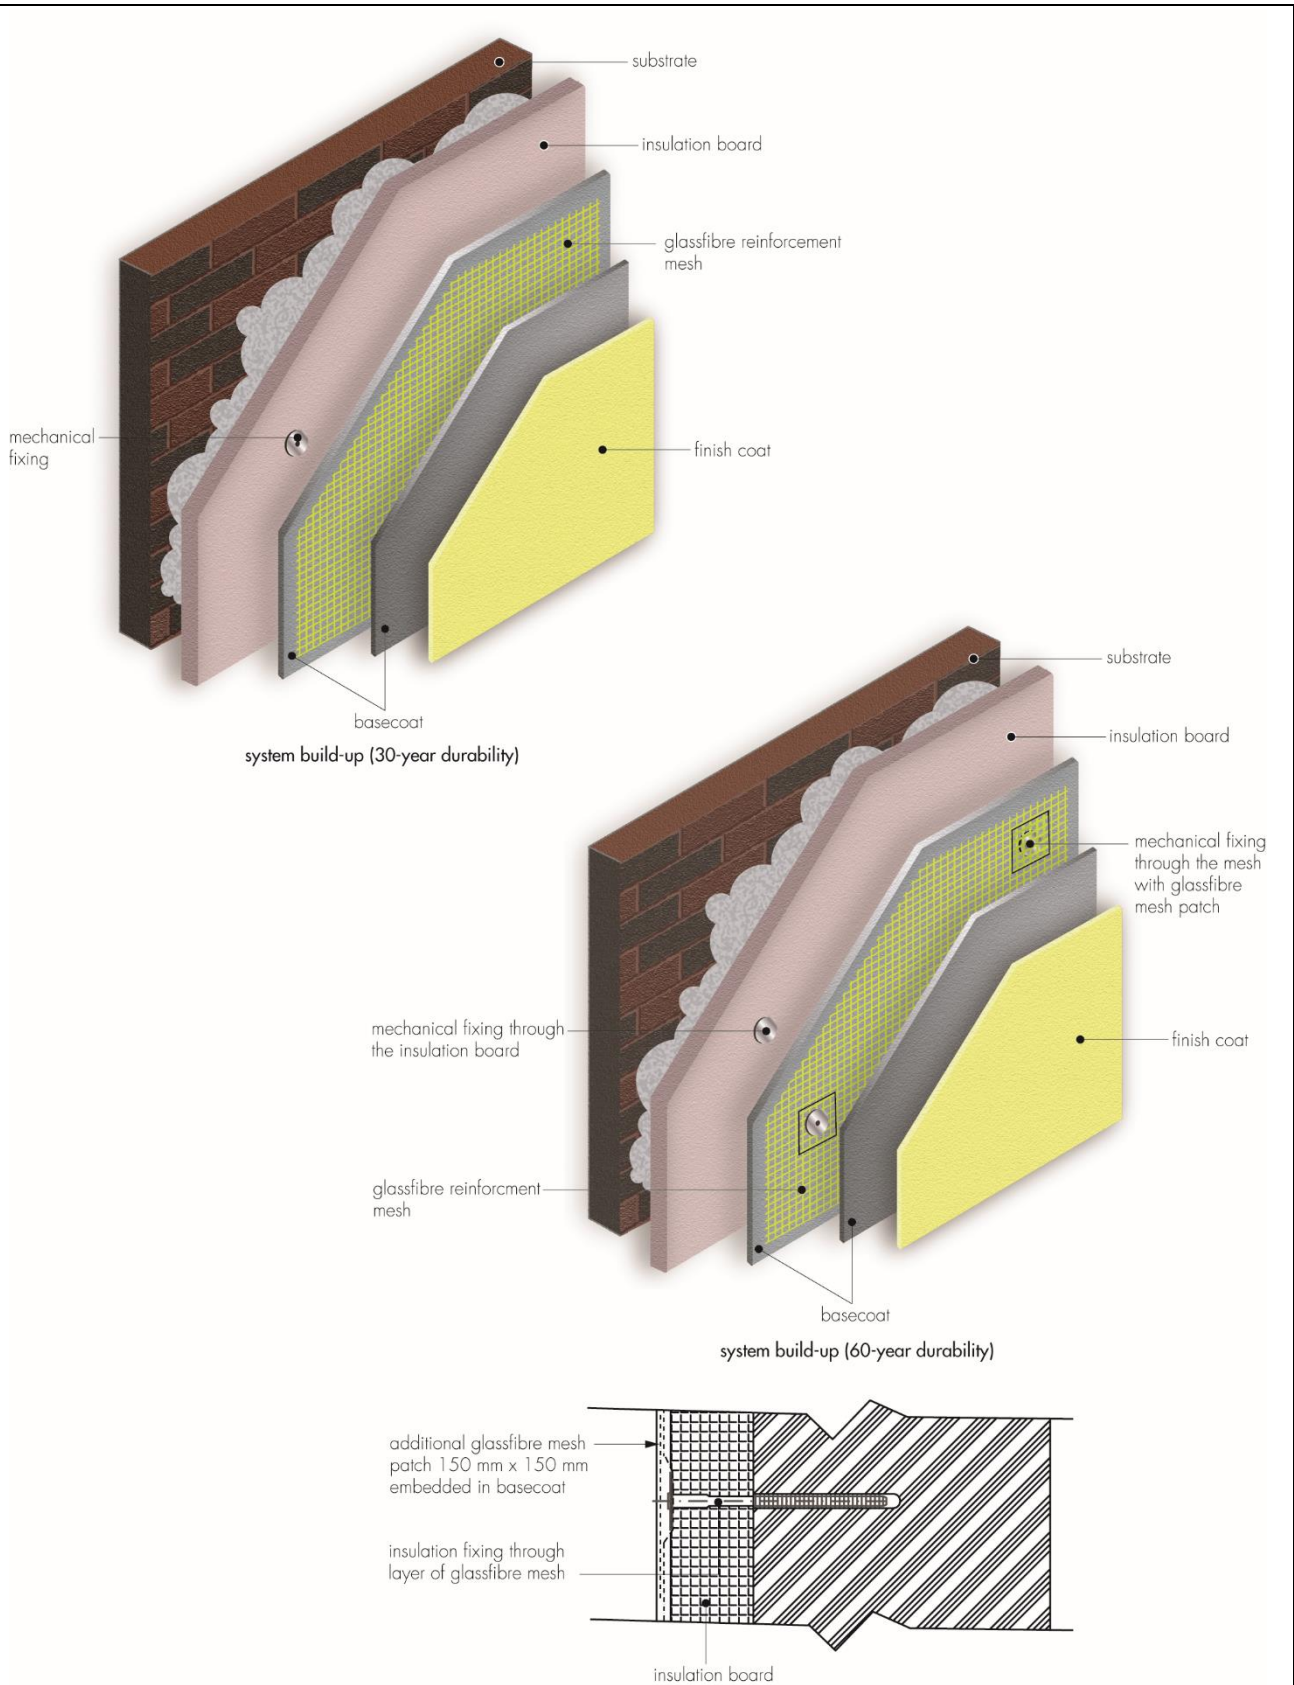 substrate
insulation board
glassfibre reinforcement
mesh
mechanical
fixing
finish coat
basecoat
system build-up (30-year durability)
substrate
insulation board
mechanical fixing
through the mesh
with glassfibre
mesh patch
mechanical fixing through
the insulation board
finish coat
glassfibre reinforcment
mesh
basecoat
system build-up (60-year durability)
additional glassfibre mesh
patch 150 mm x 150 mm
embedded in basecoat
insulation fixing through
layer of glassfibre mesh
insulation board